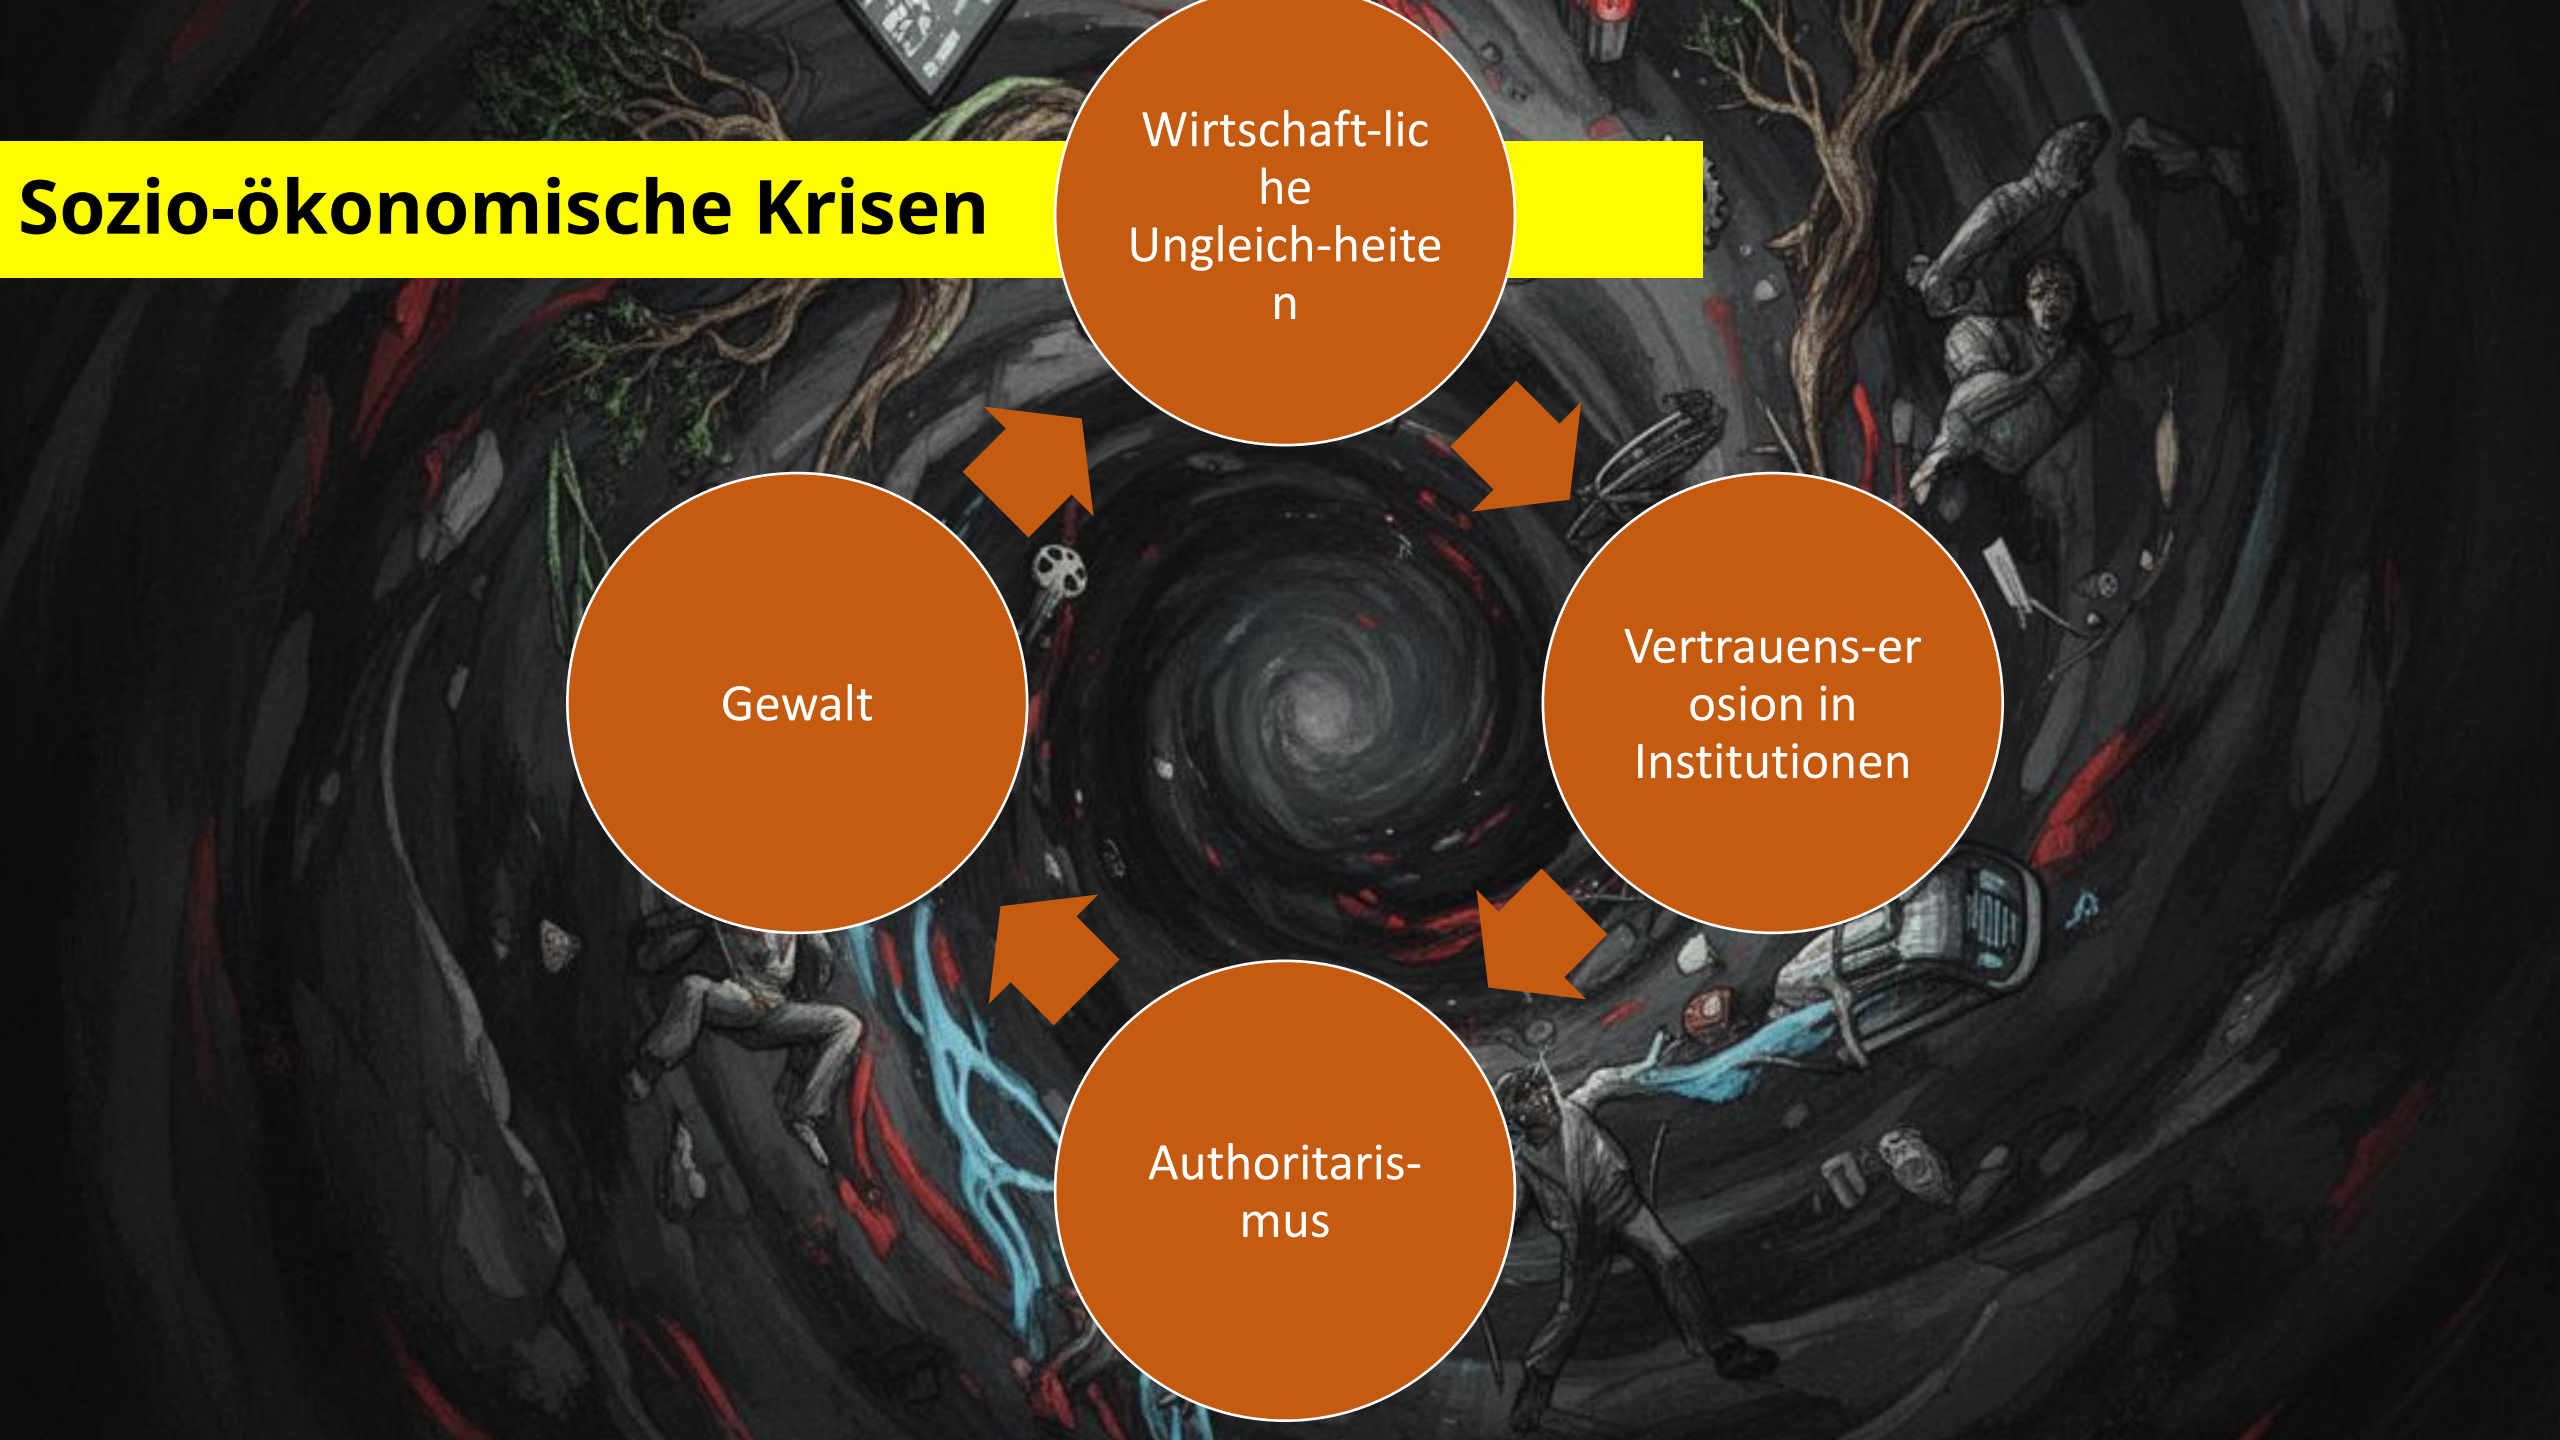 Sozio-ökonomische Krisen
Wirtschaft-lic
he
Ungleich-heite
n
Vertrauens-er
osion in
Institutionen
Authoritaris-
mus
Gewalt